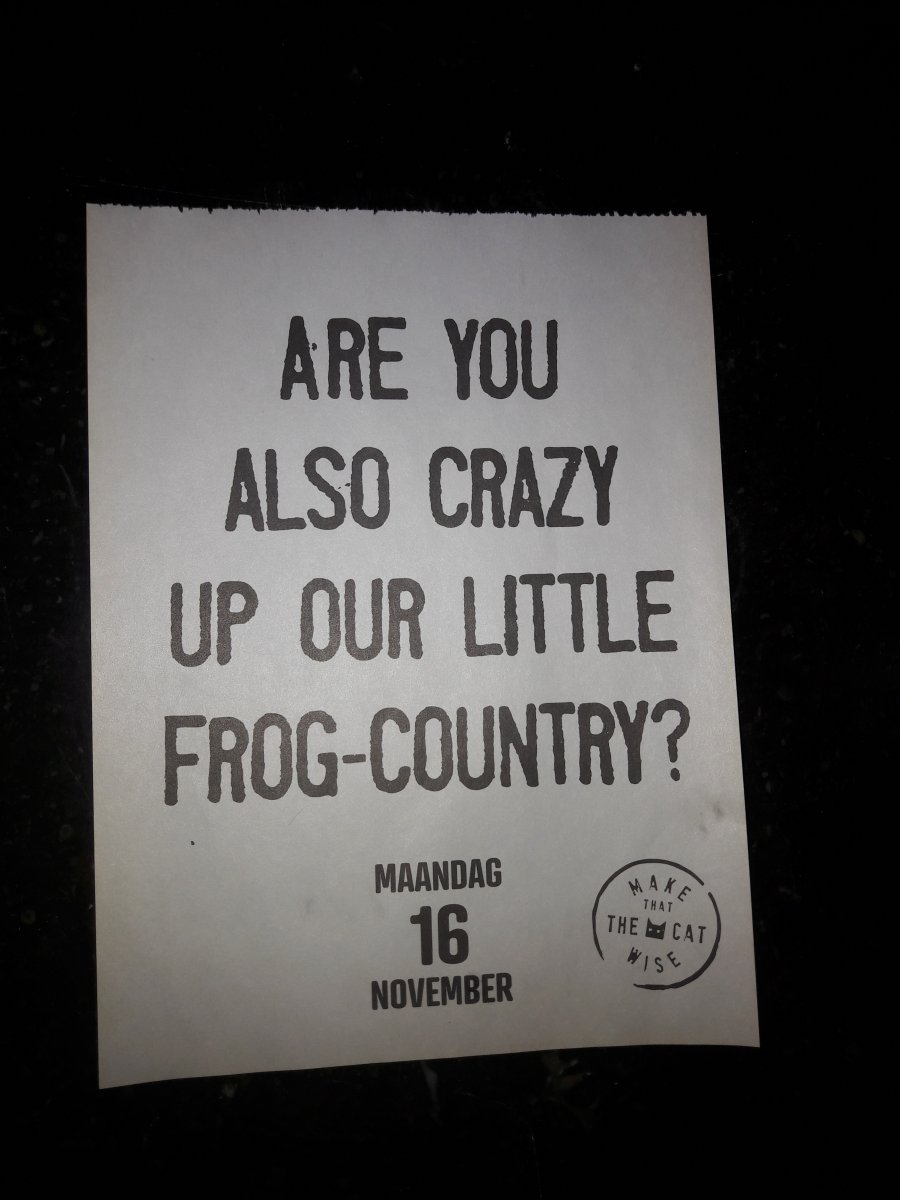 ARE YOU
ALSO CRAZY
UP OUR LITTLE
FROG-COUNTRY?
MAANDAG
16
NOVEMBER
MAKE
THAT
THE CAT
WISE